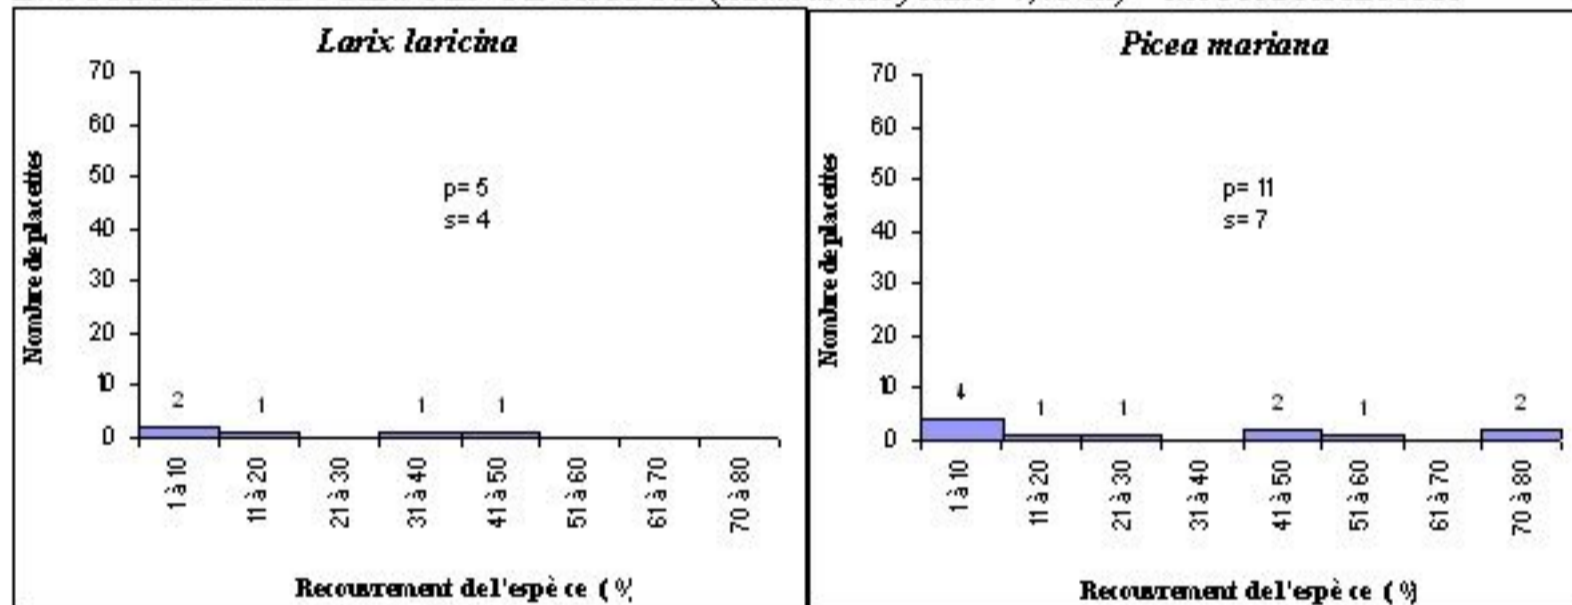 Larix laricina
70
60
50
40
30
20
10
0
p= 5
s= 4
2
1
1
1
1 à 10
11 à 20
21 à 30
31 à 40
41 à 50
51 à 60
61 à 70
70 à 80
Nombre de placettes
Recouvrement de l'espè ce ( %
Picea mariana
70
60
50
40
30
20
10
0
p= 11
s= 7
4
1
1
2
1
2
1 à 10
11 à 20
21 à 30
31 à 40
41 à 50
51 à 60
61 à 70
70 à 80
Nombre de placettes
Recouvrement de l'espè ce ( %)